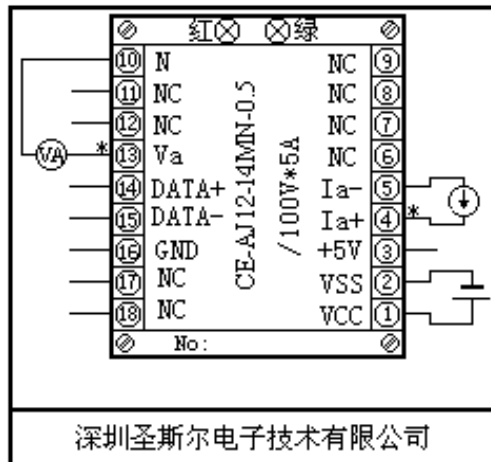 红 绿
⑩ N NC ⑨
⑪ NC NC ⑧
⑫ NC NC ⑦
VA * ⑬ Va NC ⑥
⑭ DATA+ Ia- ⑤
⑮ DATA- Ia+ ④ *
⑯ GND +5V ③
⑰ NC VSS ②
⑱ NC VCC ①
CE-AJ12-14MN-0.5
/100V*5A
No:
深圳圣斯尔电子技术有限公司